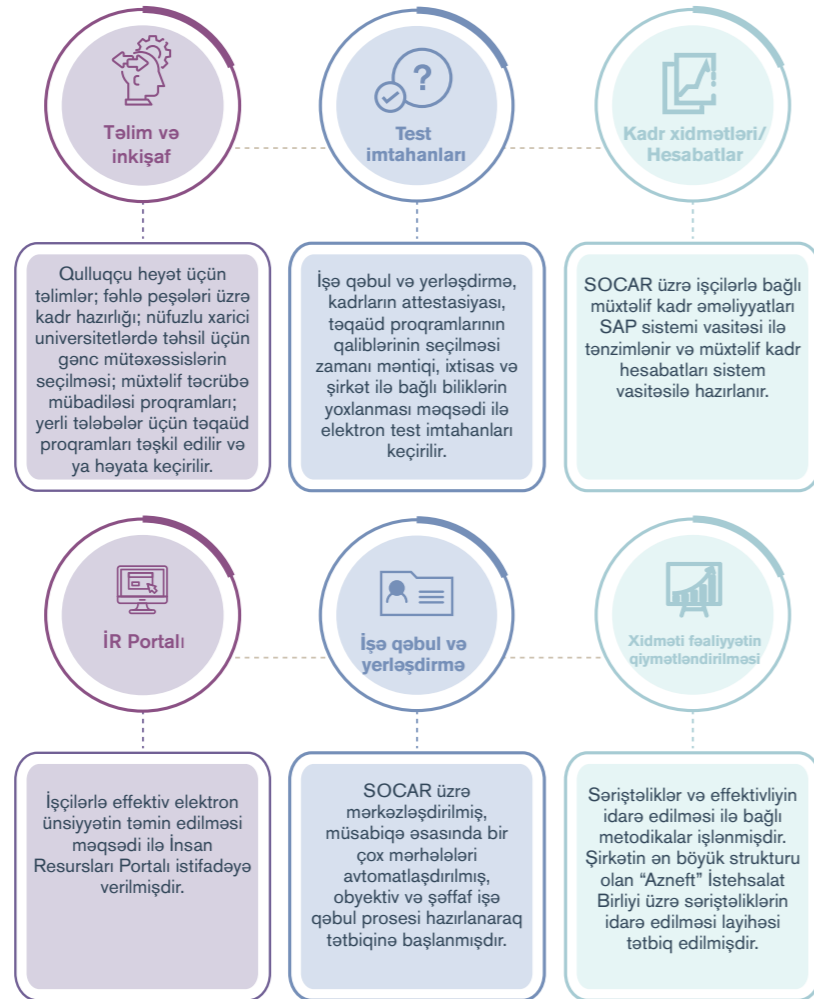 Təlim və
inkişaf
Test
imtahanları
Kadr xidmətləri/
Hesabatlar
Qulluqçu heyət üçün
təlimlər; fəhlə peşələri üzrə
kadr hazırlığı; nüfuzlu xarici
universitetlərdə təhsil üçün
gənc mütəxəssislərin
seçilməsi; müxtəlif təcrübə
mübadiləsi proqramları;
yerli tələbələr üçün təqaüd
proqramları təşkil edilir və
ya həyata keçirilir.
İşə qəbul və yerləşdirmə,
kadrların attestasiyası,
təqaüd proqramlarının
qaliblərinin seçilməsi
zamanı məntiqi, ixtisas və
şirkət ilə bağlı biliklərin
yoxlanması məqsədi ilə
elektron test imtahanları
keçirilir.
SOCAR üzrə işçilərlə bağlı
müxtəlif kadr əməliyyatları
SAP sistemi vasitəsi ilə
tənzimlənir və müxtəlif kadr
hesabatları sistem
vasitəsilə hazırlanır.
İR Portalı
İşə qəbul və
yerləşdirmə
Xidməti fəaliyyətin
qiymətləndirilməsi
İşçilərlə effektiv elektron
ünsiyyətin təmin edilməsi
məqsədi ilə İnsan
Resursları Portalı istifadəyə
verilmişdir.
SOCAR üzrə
mərkəzləşdirilmiş,
müsabiqə əsasında bir
çox mərhələləri
avtomatlaşdırılmış,
obyektiv və şəffaf işə
qəbul prosesi hazırlanaraq
tətbiqinə başlanmışdır.
Səriştəliklər və effektivliyin
idarə edilməsi ilə bağlı
metodikalar işlənmişdir.
Şirkətin ən böyük strukturu
olan “Azneft” İstehsalat
Birliyi üzrə səriştəliklərin
idarə edilməsi layihəsi
tətbiq edilmişdir.